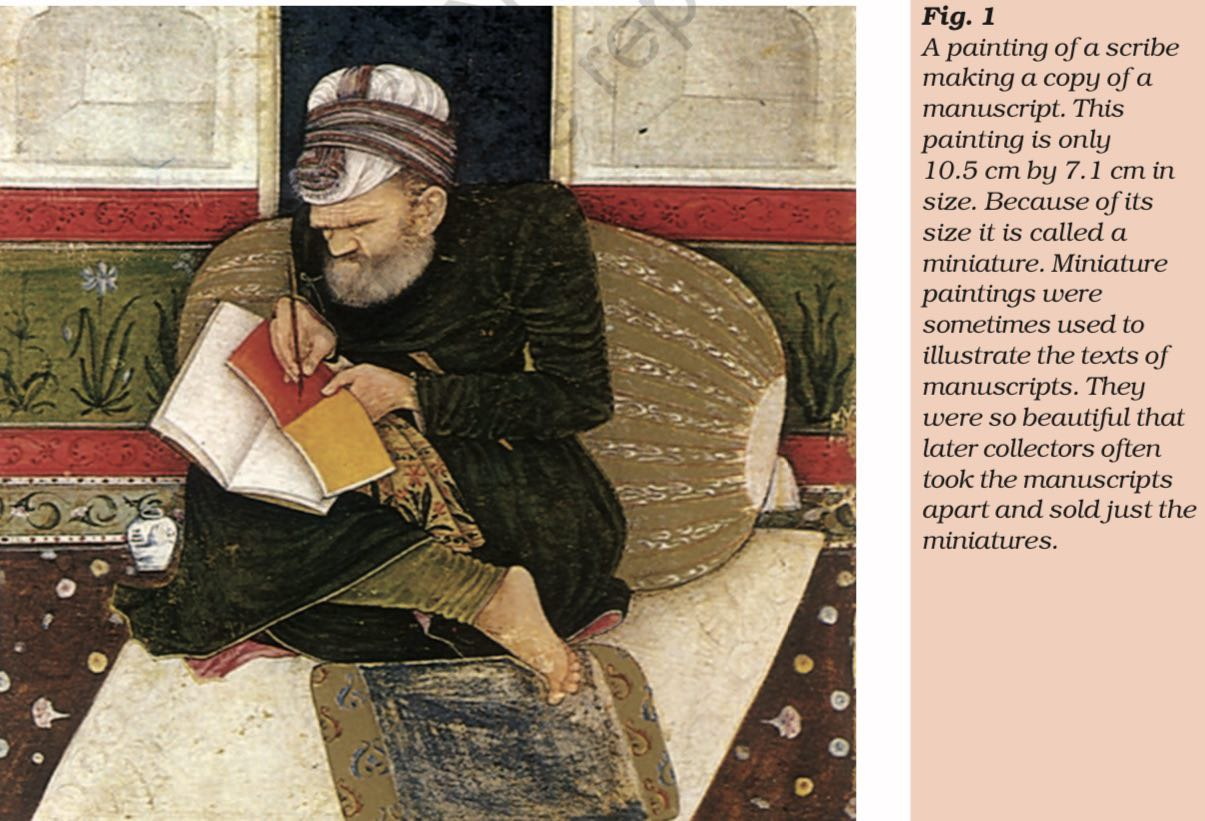 rep
Fig. 1
A painting of a scribe
making a copy of a
manuscript. This
painting is only
10.5 cm by 7.1 cm in
size. Because of its
size it is called a
miniature. Miniature
paintings were
sometimes used to
illustrate the texts of
manuscripts. They
were so beautiful that
later collectors often
took the manuscripts
apart and sold just the
miniatures.